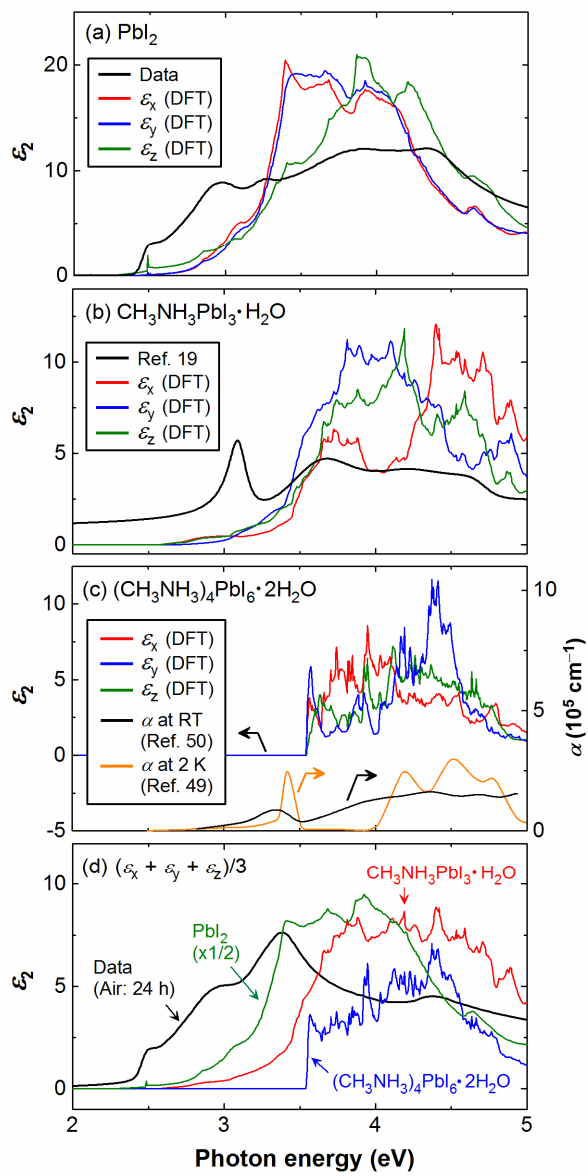 (a) PbI₂
Data
εx (DFT)
εy (DFT)
εz (DFT)
20
10
0
ε₂
(b) CH₃NH₃PbI₃•H₂O
Ref. 19
εx (DFT)
εy (DFT)
εz (DFT)
10
5
0
ε₂
(c) (CH₃NH₃)₄PbI₆•2H₂O
εx (DFT)
εy (DFT)
εz (DFT)
α at RT
(Ref. 50)
α at 2 K
(Ref. 49)
10
5
0
-5
ε₂
10
5
0
α (10⁵ cm⁻¹)
(d) (εx + εy + εz)/3
CH₃NH₃PbI₃•H₂O
PbI₂
(x1/2)
Data
(Air: 24 h)
(CH₃NH₃)₄PbI₆•2H₂O
10
5
0
ε₂
2 3 4 5
Photon energy (eV)